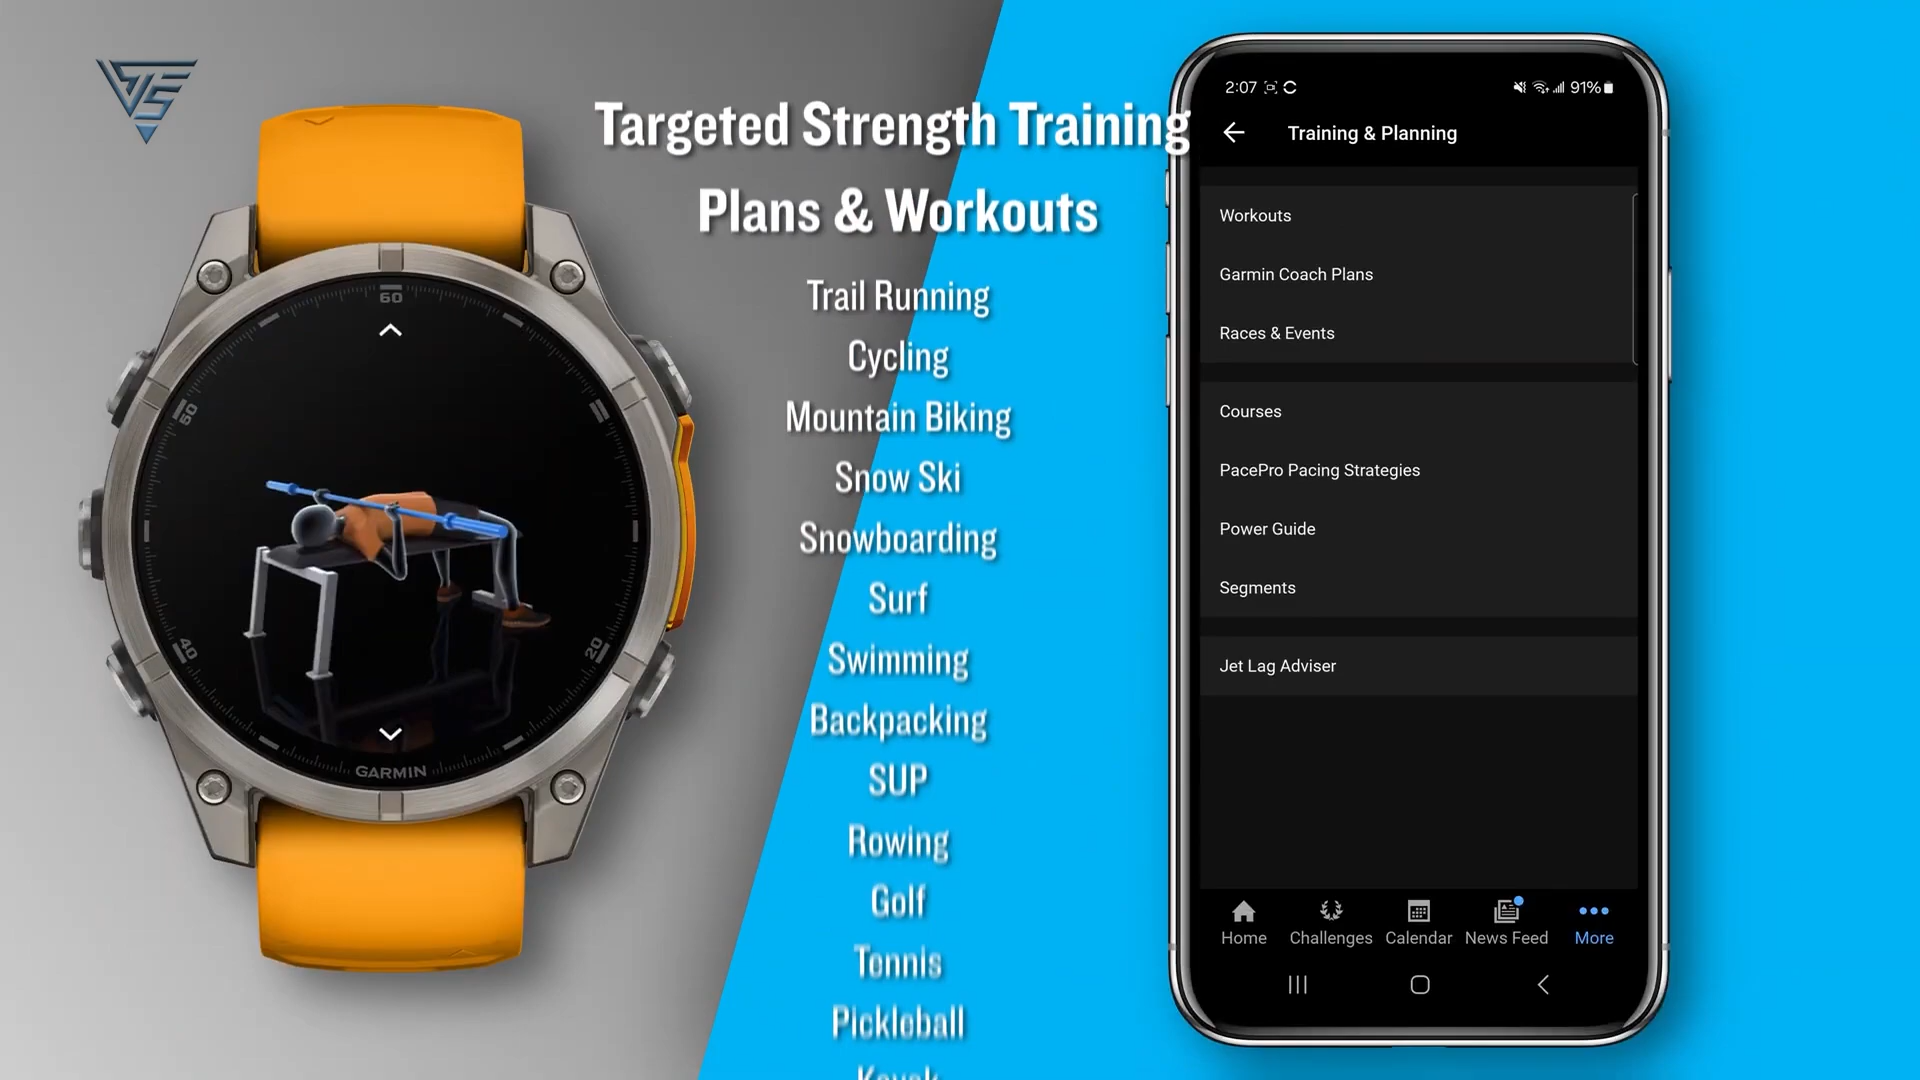 Targeted Strength Training
Plans & Workouts
Trail Running
Cycling
Mountain Biking
Snow Ski
Snowboarding
Surf
Swimming
Backpacking
SUP
Rowing
Golf
Tennis
Pickleball
Kayak
60
50
40
20
GARMIN
2:07
91%
Training & Planning
Workouts
Garmin Coach Plans
Races & Events
Courses
PacePro Pacing Strategies
Power Guide
Segments
Jet Lag Adviser
Home Challenges Calendar News Feed More